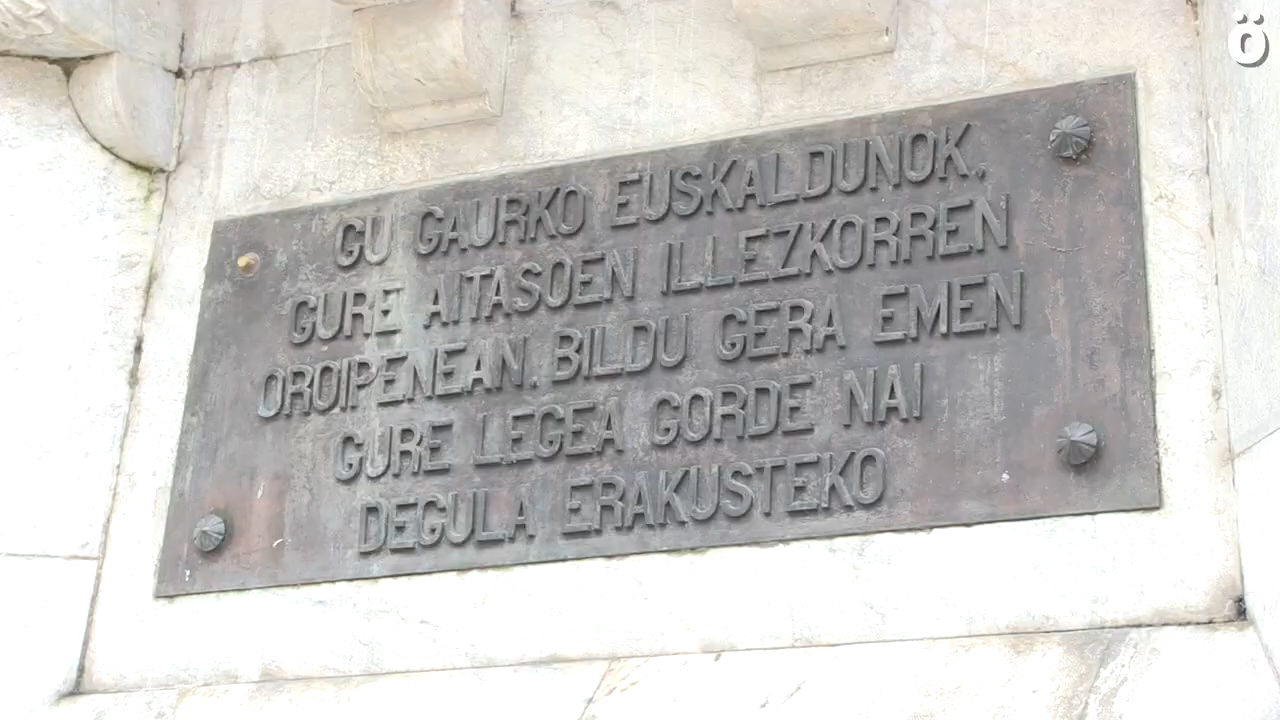 ö
GU GAURKO EUSKALDUNOK,
GURE AITASOEN ILLEZKORREN
OROIPENEAN, BILDU GERA EMEN
GURE LEGEA GORDE NAI
DEGULA ERAKUSTEKO